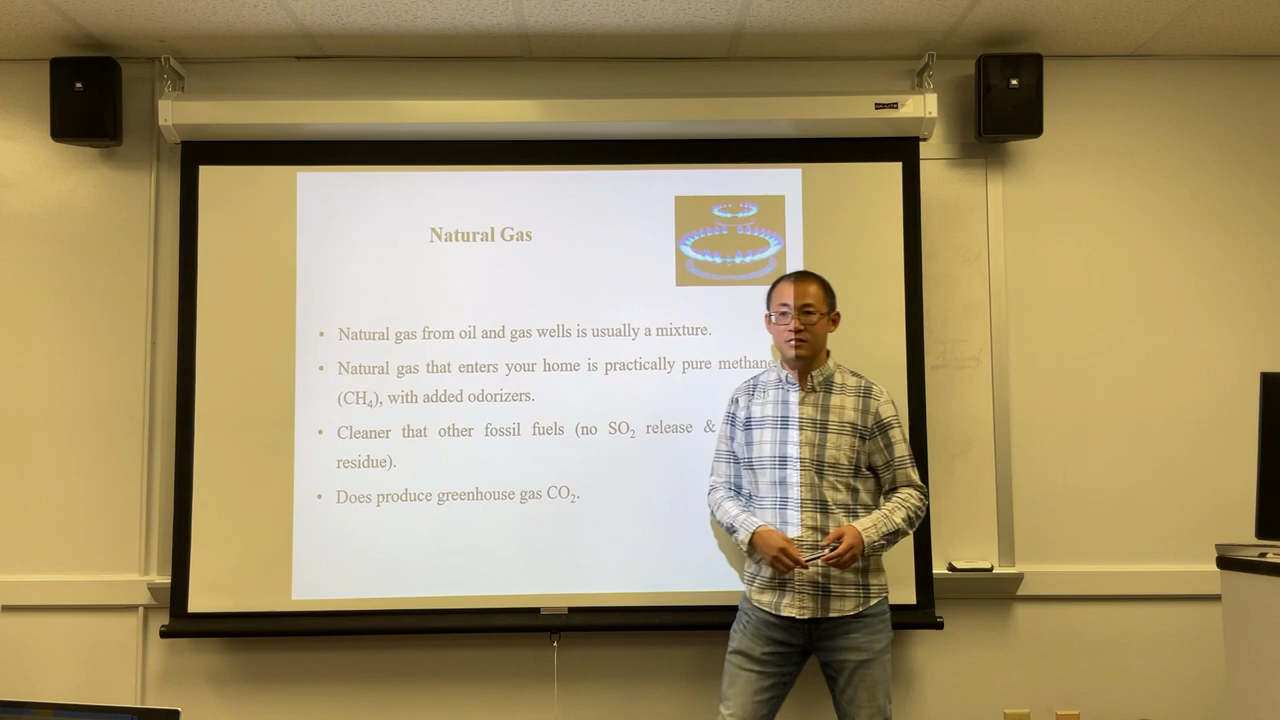 DA-LITE
Natural Gas
• Natural gas from oil and gas wells is usually a mixture.
• Natural gas that enters your home is practically pure methane
(CH₄), with added odorizers.
• Cleaner that other fossil fuels (no SO₂ release &
residue).
• Does produce greenhouse gas CO₂.